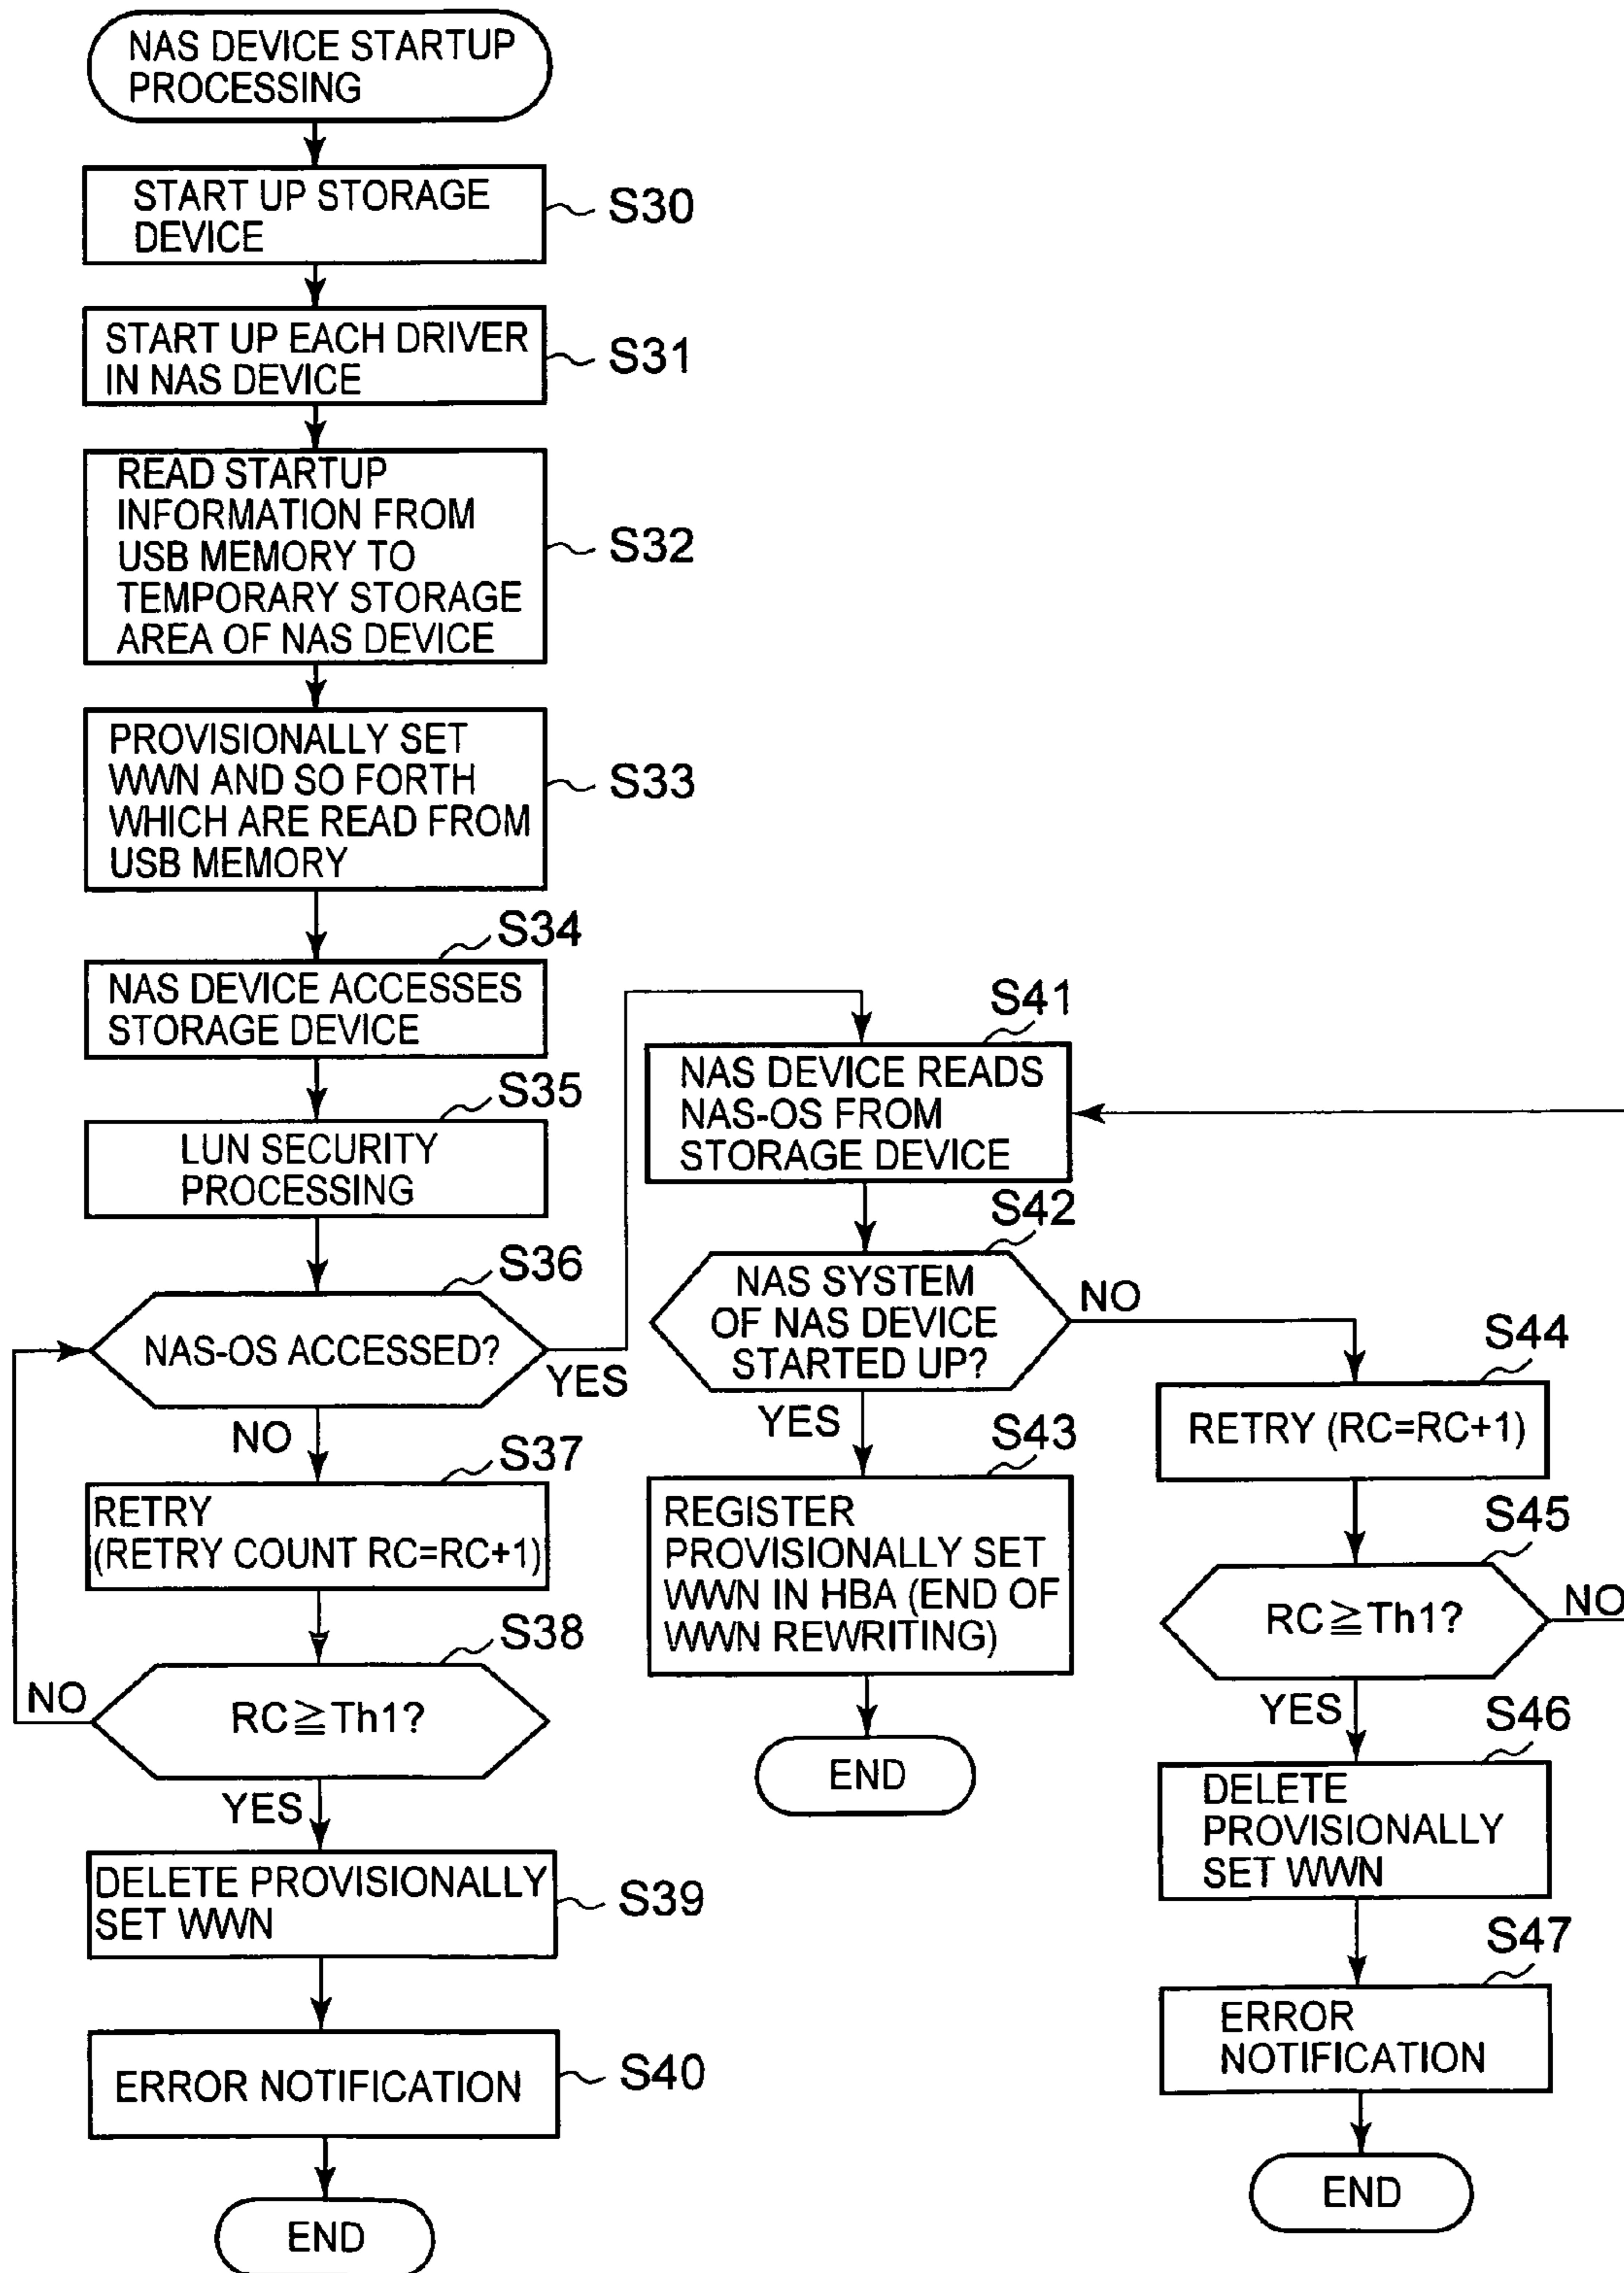 NAS DEVICE STARTUP
PROCESSING
START UP STORAGE
DEVICE
S30
START UP EACH DRIVER
IN NAS DEVICE
S31
READ STARTUP
INFORMATION FROM
USB MEMORY TO
TEMPORARY STORAGE
AREA OF NAS DEVICE
S32
PROVISIONALLY SET
WWN AND SO FORTH
WHICH ARE READ FROM
USB MEMORY
S33
S34
NAS DEVICE ACCESSES
STORAGE DEVICE
S35
LUN SECURITY
PROCESSING
S36
NAS-OS ACCESSED?
YES
NO
S37
RETRY
(RETRY COUNT RC=RC+1)
S38
RC≧Th1?
NO
YES
DELETE PROVISIONALLY
SET WWN
S39
ERROR NOTIFICATION
S40
END
S41
NAS DEVICE READS
NAS-OS FROM
STORAGE DEVICE
S42
NAS SYSTEM
OF NAS DEVICE
STARTED UP?
NO
YES
S43
REGISTER
PROVISIONALLY SET
WWN IN HBA (END OF
WWN REWRITING)
END
S44
RETRY (RC=RC+1)
S45
RC≧Th1?
NO
YES
S46
DELETE
PROVISIONALLY
SET WWN
S47
ERROR
NOTIFICATION
END